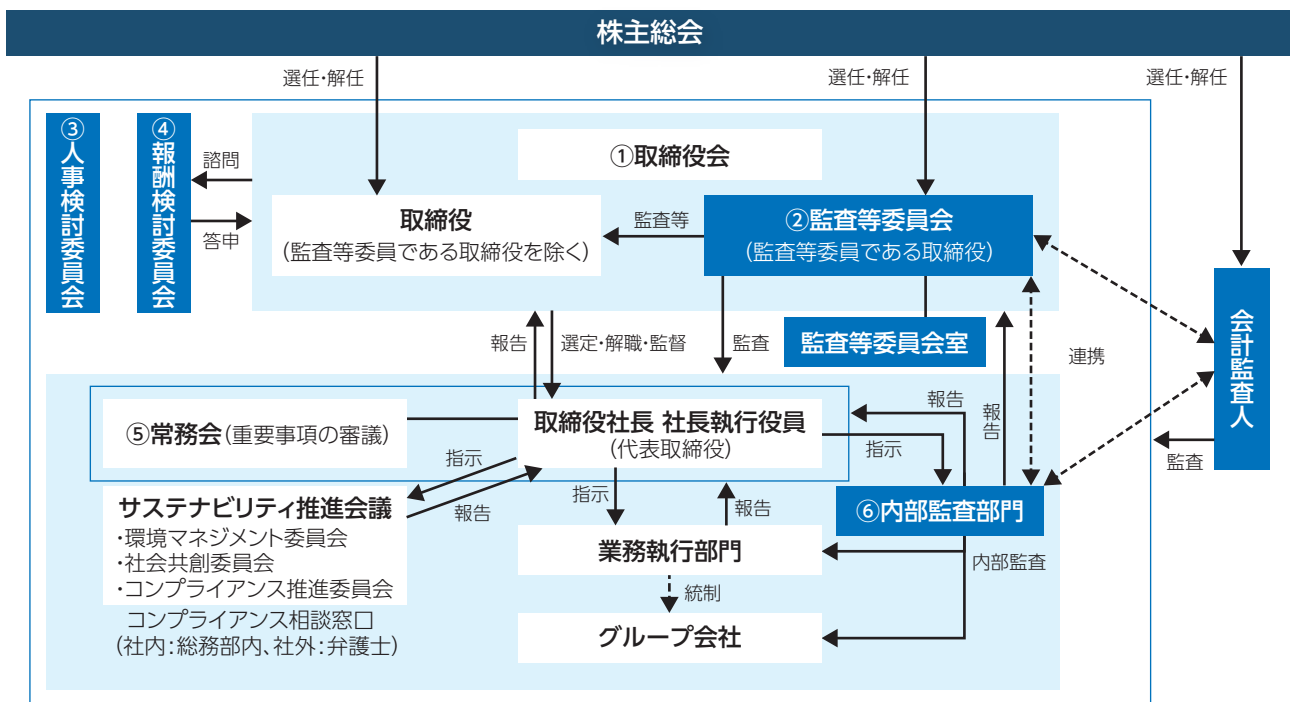 株主総会
選任・解任
選任・解任
選任・解任
③人事検討委員会
④報酬検討委員会
諮問
答申
①取締役会
取締役
(監査等委員である取締役を除く)
監査等
②監査等委員会
(監査等委員である取締役)
監査等委員会室
会計監査人
報告
選定・解職・監督
監査
連携
報告
⑤常務会(重要事項の審議)
取締役社長 社長執行役員
(代表取締役)
報告
指示
監査
指示
報告
サステナビリティ推進会議
・環境マネジメント委員会
・社会共創委員会
・コンプライアンス推進委員会
コンプライアンス相談窓口
(社内:総務部内、社外:弁護士)
指示
報告
⑥内部監査部門
業務執行部門
内部監査
統制
グループ会社